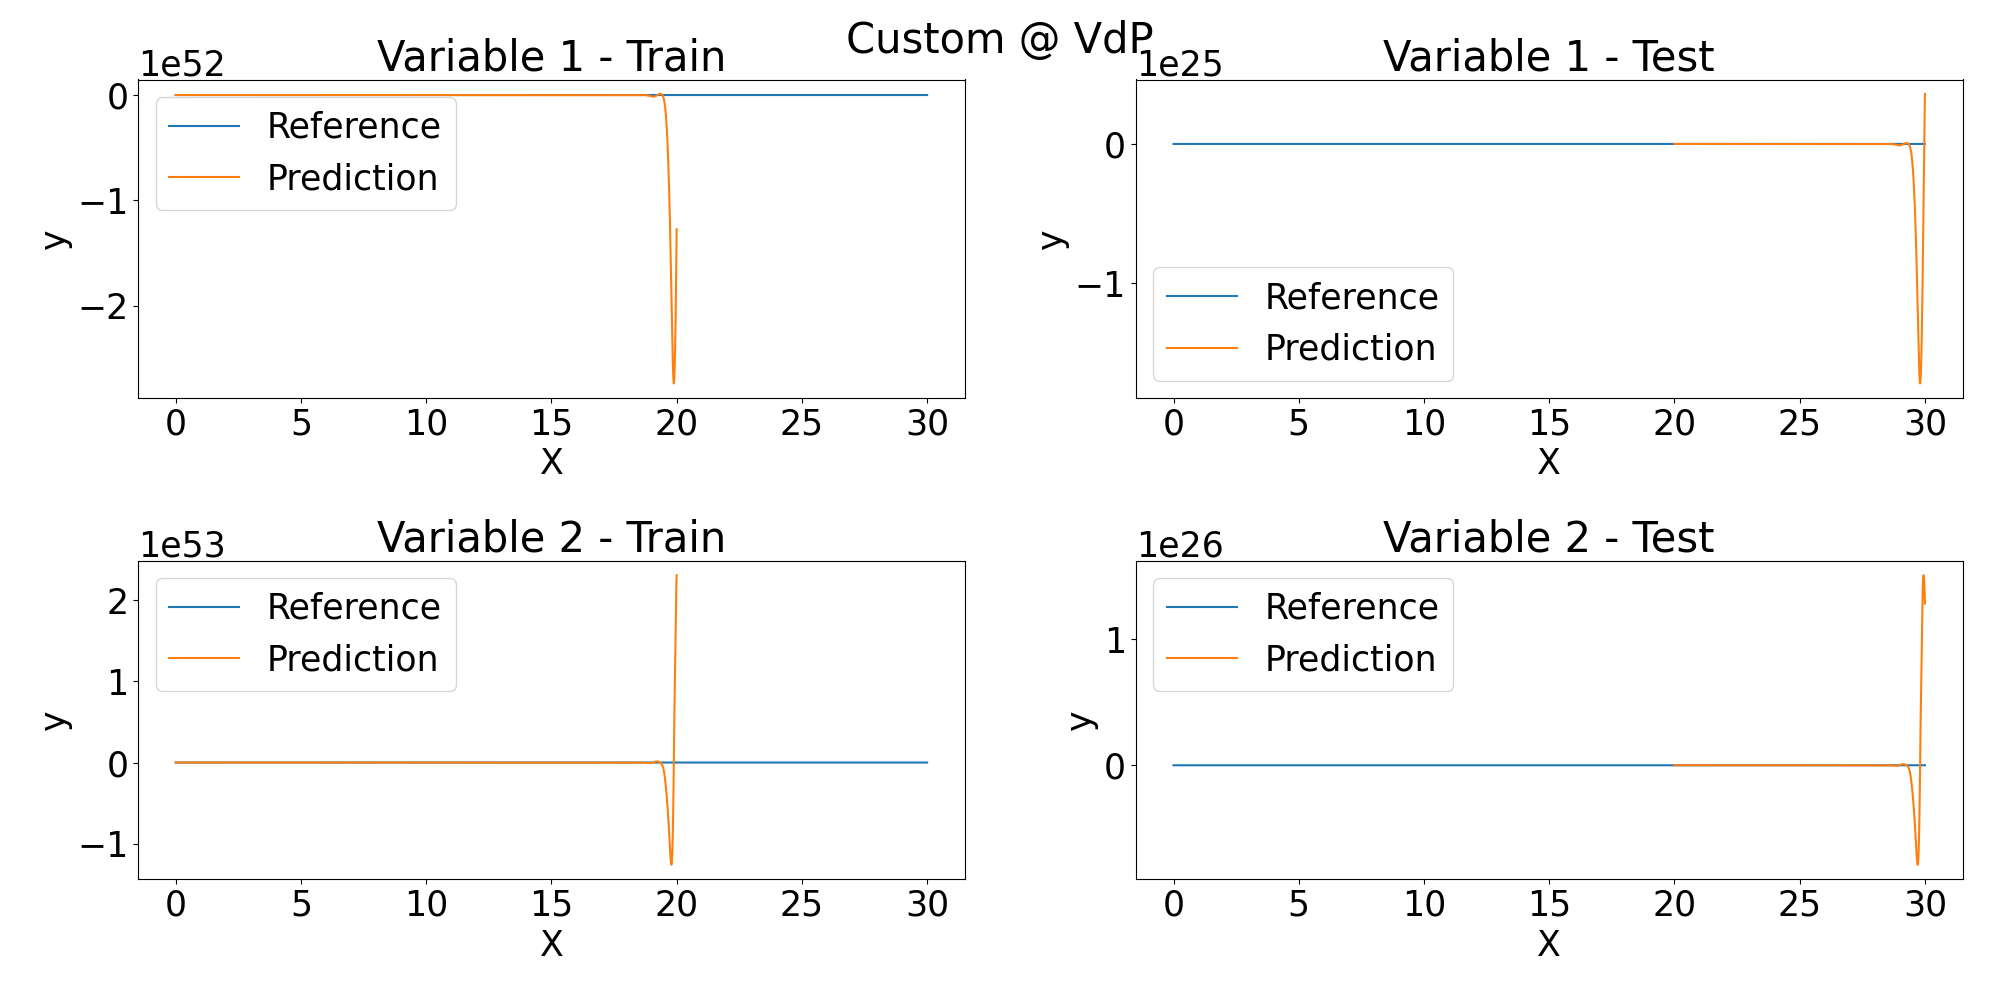 Custom @ VdP
Variable 1 - Train
1e52
0
−1
−2
y
Reference
Prediction
0 5 10 15 20 25 30
X
Variable 1 - Test
1e25
0
−1
y
Reference
Prediction
0 5 10 15 20 25 30
X
Variable 2 - Train
1e53
2
1
0
−1
y
Reference
Prediction
0 5 10 15 20 25 30
X
Variable 2 - Test
1e26
1
0
y
Reference
Prediction
0 5 10 15 20 25 30
X